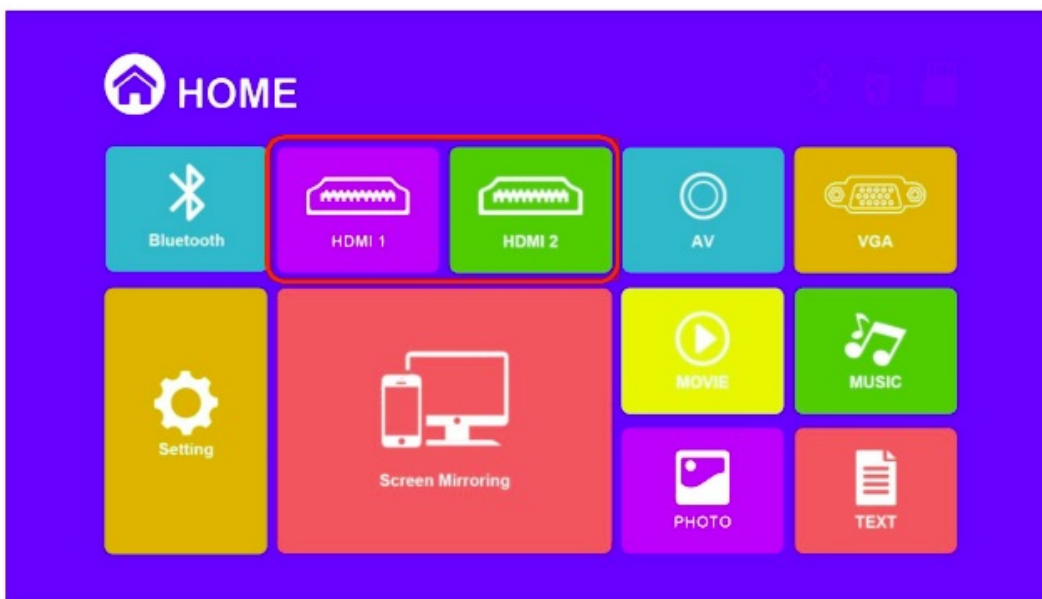 HOME
Bluetooth
HDMI 1
HDMI 2
AV
VGA
Setting
Screen Mirroring
MOVIE
MUSIC
PHOTO
TEXT